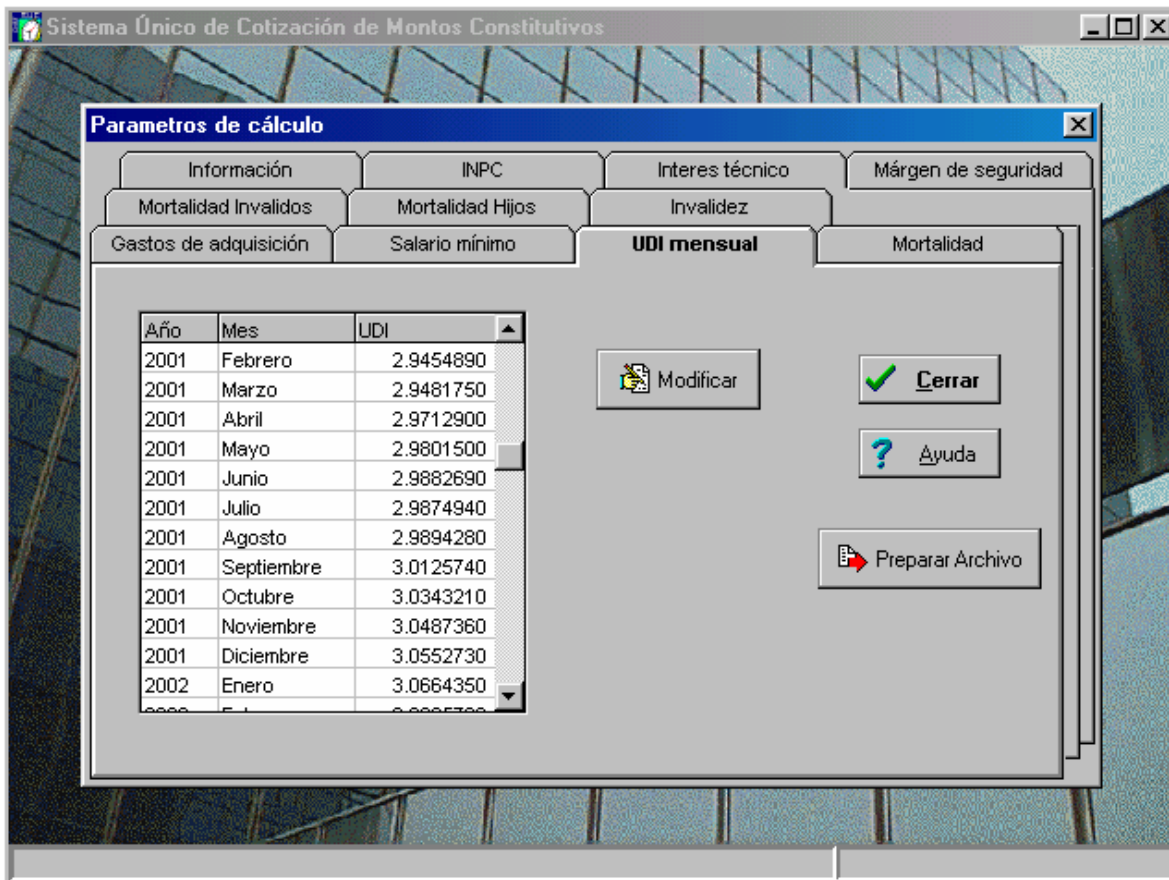 Sistema Único de Cotización de Montos Constitutivos
Parametros de cálculo
Información INPC Interes técnico Márgen de seguridad
Mortalidad Invalidos Mortalidad Hijos Invalidez
Gastos de adquisición Salario mínimo UDI mensual Mortalidad
Año Mes UDI
2001 Febrero 2.9454890
2001 Marzo 2.9481750
2001 Abril 2.9712900
2001 Mayo 2.9801500
2001 Junio 2.9882690
2001 Julio 2.9874940
2001 Agosto 2.9894280
2001 Septiembre 3.0125740
2001 Octubre 3.0343210
2001 Noviembre 3.0487360
2001 Diciembre 3.0552730
2002 Enero 3.0664350
Modificar
Cerrar
Ayuda
Preparar Archivo